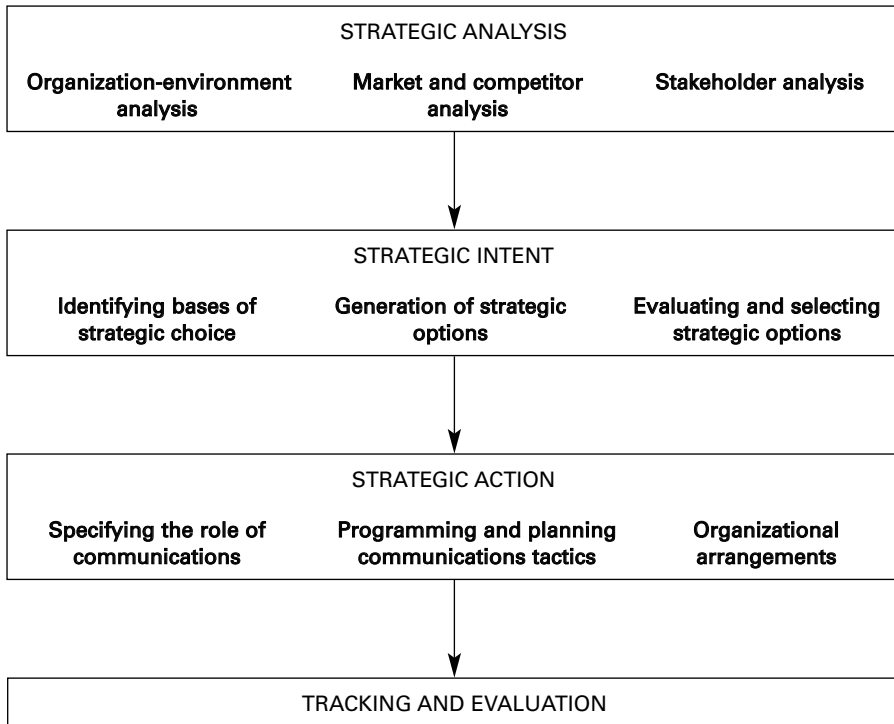 STRATEGIC ANALYSIS
Organization-environment analysis
Market and competitor analysis
Stakeholder analysis
STRATEGIC INTENT
Identifying bases of strategic choice
Generation of strategic options
Evaluating and selecting strategic options
STRATEGIC ACTION
Specifying the role of communications
Programming and planning communications tactics
Organizational arrangements
TRACKING AND EVALUATION